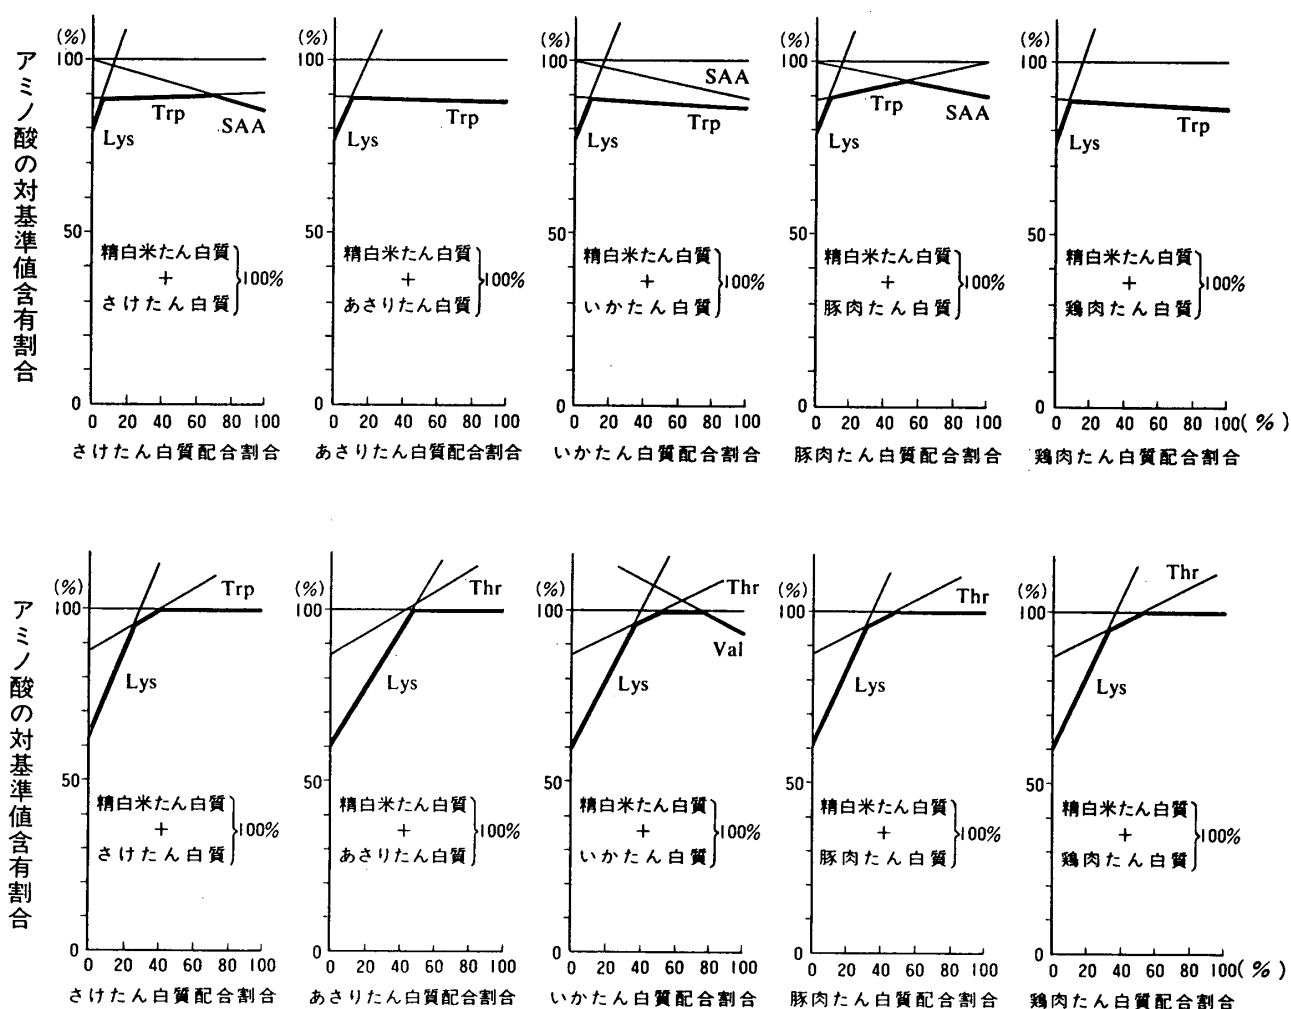 アミノ酸の対基準値含有割合
(%)
100
50
0
Lys
Trp
SAA
精白米たん白質
+
さけたん白質
100%
0 20 40 60 80 100
さけたん白質配合割合
(%)
100
50
0
Lys
Trp
精白米たん白質
+
あさりたん白質
100%
0 20 40 60 80 100
あさりたん白質配合割合
(%)
100
50
0
SAA
Trp
Lys
精白米たん白質
+
いかたん白質
100%
0 20 40 60 80 100
いかたん白質配合割合
(%)
100
50
0
Trp
SAA
Lys
精白米たん白質
+
豚肉たん白質
100%
0 20 40 60 80 100
豚肉たん白質配合割合
(%)
100
50
0
Trp
Lys
精白米たん白質
+
鶏肉たん白質
100%
0 20 40 60 80 100(%)
鶏肉たん白質配合割合
アミノ酸の対基準値含有割合
(%)
100
50
0
Trp
Lys
精白米たん白質
+
さけたん白質
100%
0 20 40 60 80 100
さけたん白質配合割合
(%)
100
50
0
Thr
Lys
精白米たん白質
+
あさりたん白質
100%
0 20 40 60 80 100
あさりたん白質配合割合
(%)
100
50
0
Thr
Val
Lys
精白米たん白質
+
いかたん白質
100%
0 20 40 60 80 100
いかたん白質配合割合
(%)
100
50
0
Thr
Lys
精白米たん白質
+
豚肉たん白質
100%
0 20 40 60 80 100
豚肉たん白質配合割合
(%)
100
50
0
Thr
Lys
精白米たん白質
+
鶏肉たん白質
100%
0 20 40 60 80 100(%)
鶏肉たん白質配合割合